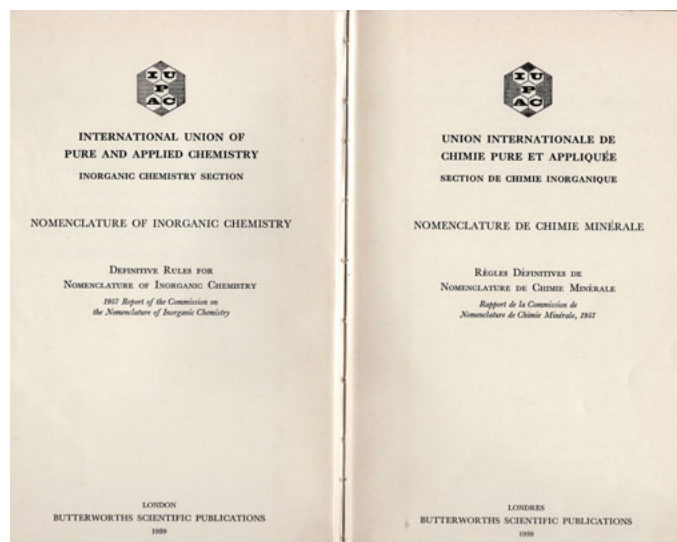 I U
P
A C
INTERNATIONAL UNION OF
PURE AND APPLIED CHEMISTRY
INORGANIC CHEMISTRY SECTION
NOMENCLATURE OF INORGANIC CHEMISTRY
DEFINITIVE RULES FOR
NOMENCLATURE OF INORGANIC CHEMISTRY
1957 Report of the Commission on
the Nomenclature of Inorganic Chemistry
LONDON
BUTTERWORTHS SCIENTIFIC PUBLICATIONS
1959
I U
P
A C
UNION INTERNATIONALE DE
CHIMIE PURE ET APPLIQUÉE
SECTION DE CHIMIE INORGANIQUE
NOMENCLATURE DE CHIMIE MINÉRALE
RÈGLES DÉFINITIVES DE
NOMENCLATURE DE CHIMIE MINÉRALE
Rapport de la Commission de
Nomenclature de Chimie Minérale, 1957
LONDRES
BUTTERWORTHS SCIENTIFIC PUBLICATIONS
1959